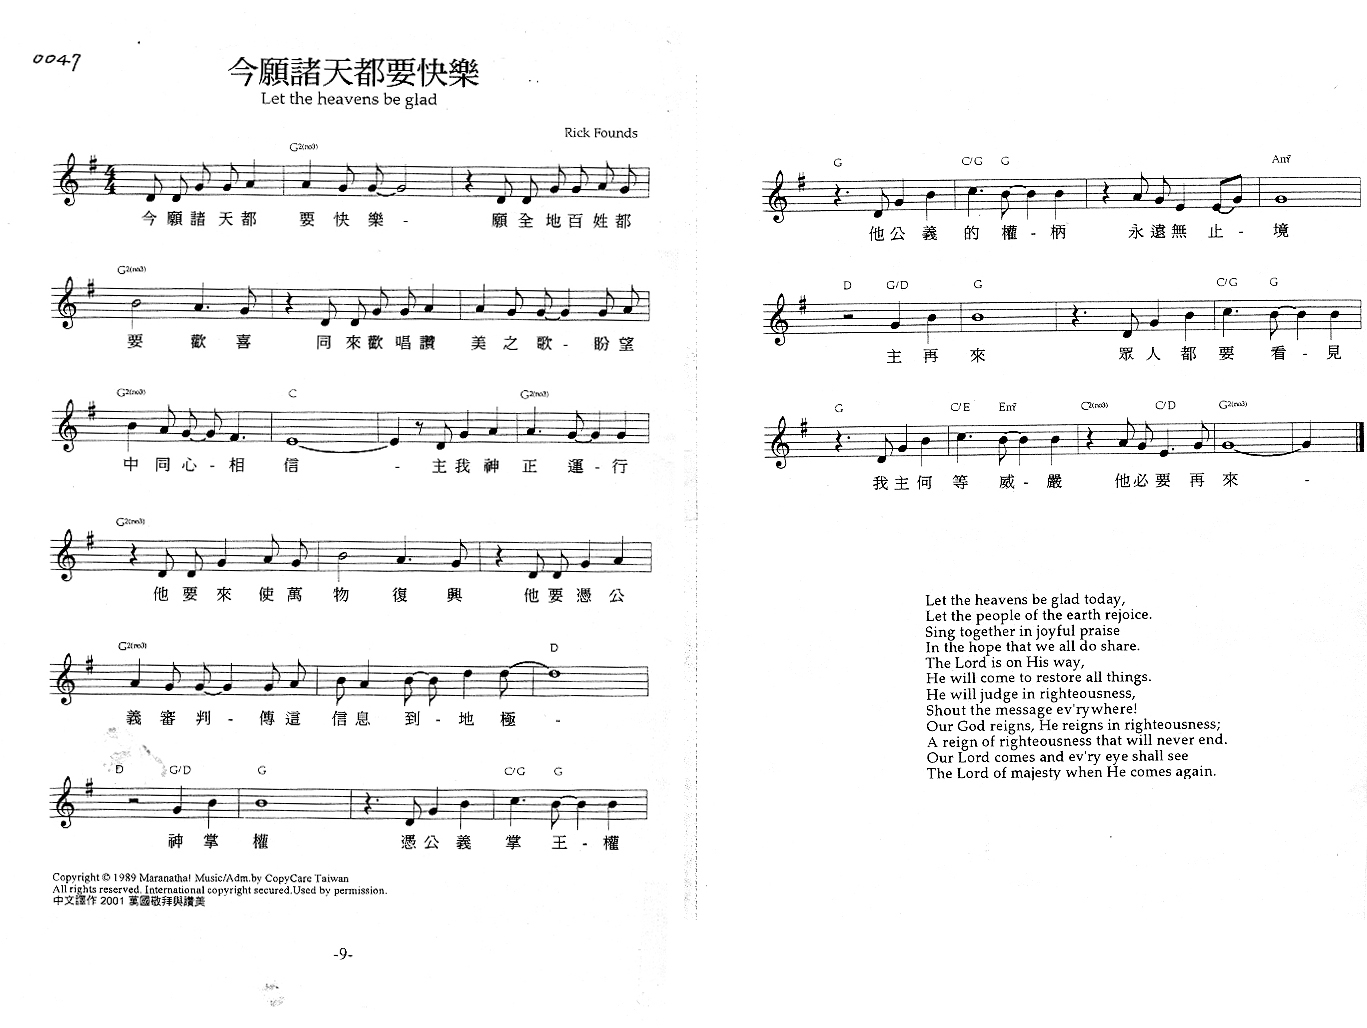 0047
今願諸天都要快樂
Let the heavens be glad
Rick Founds
G2(no3)
今願諸天都 要快樂- 願全地百姓都
G2(no3)
要 歡喜 同來歡唱讚 美之歌-盼望
G2(no3) C G2(no3)
中同心-相 信 -主我神 正運-行
G2(no3)
他要來使萬 物復興 他要憑公
G2(no3) D
義審判-傳這 信息到-地極 -
D G/D G C/G G
神掌 權 憑公義 掌王-權
Copyright © 1989 Maranatha! Music/Adm.by CopyCare Taiwan
All rights reserved. International copyright secured.Used by permission.
中文譯作 2001 萬國敬拜與讚美
-9-
G C/G G Am7
他公義 的權-柄 永遠無止- 境
D G/D G C/G G
主再 來 眾人都 要看-見
G C/E Em7 C2(no3) C/D G2(no3)
我主何 等威-嚴 他必要再 來 -
Let the heavens be glad today,
Let the people of the earth rejoice.
Sing together in joyful praise
In the hope that we all do share.
The Lord is on His way,
He will come to restore all things.
He will judge in righteousness,
Shout the message ev'rywhere!
Our God reigns, He reigns in righteousness;
A reign of righteousness that will never end.
Our Lord comes and ev'ry eye shall see
The Lord of majesty when He comes again.